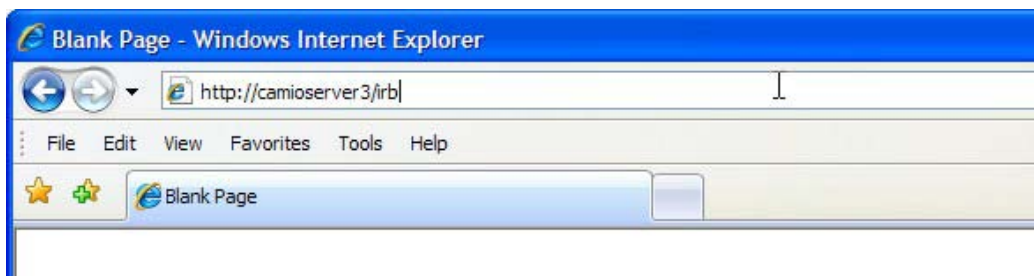 Blank Page - Windows Internet Explorer
http://camioserver3/irb
File Edit View Favorites Tools Help
Blank Page